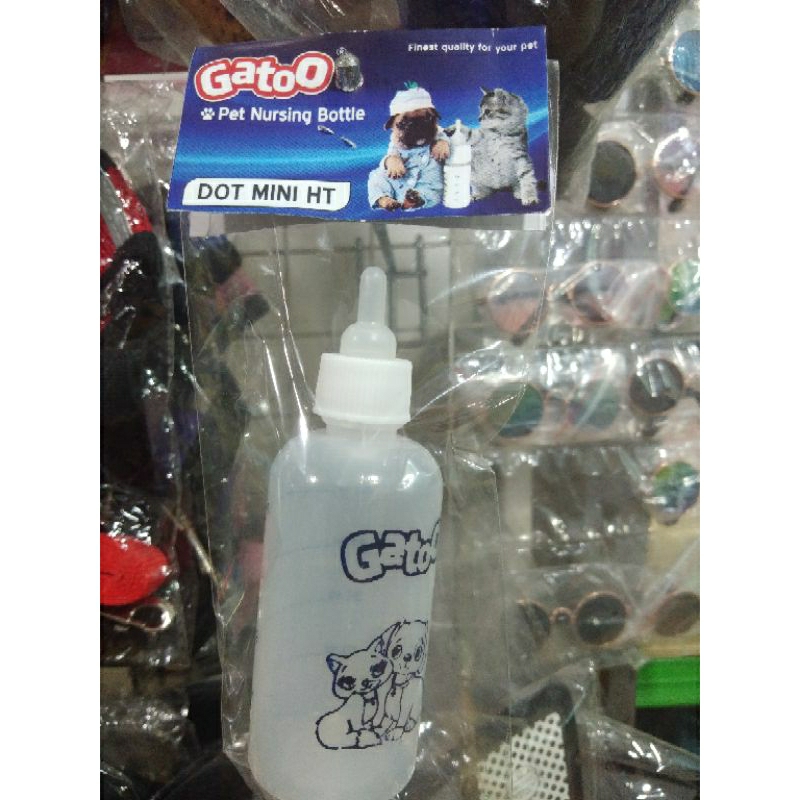 Finest quality for your pet
GatoO
Pet Nursing Bottle
DOT MINI HT
Gatoo